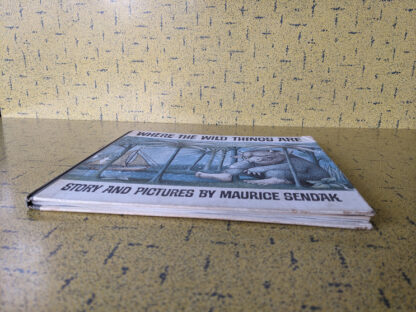 WHERE THE WILD THINGS ARE
STORY AND PICTURES BY MAURICE SENDAK